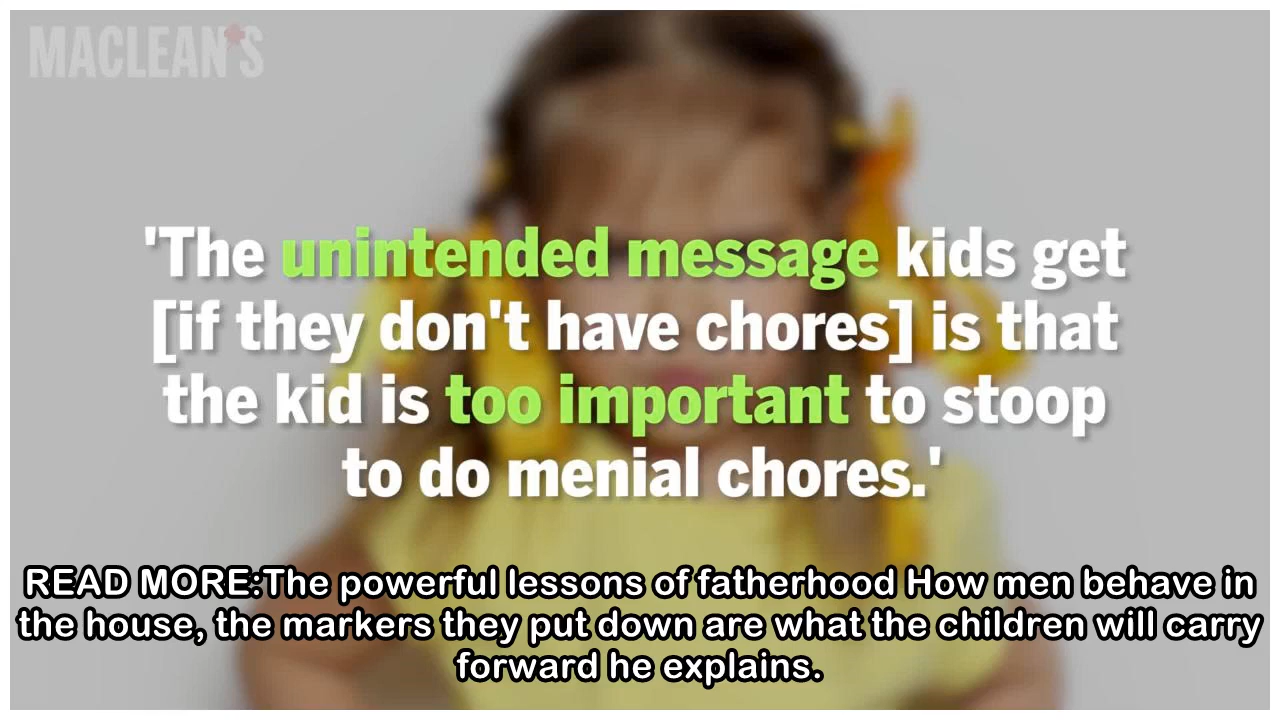 MACLEAN'S
'The unintended message kids get
[if they don't have chores] is that
the kid is too important to stoop
to do menial chores.'
READ MORE:The powerful lessons of fatherhood How men behave in
the house, the markers they put down are what the children will carry
forward he explains.